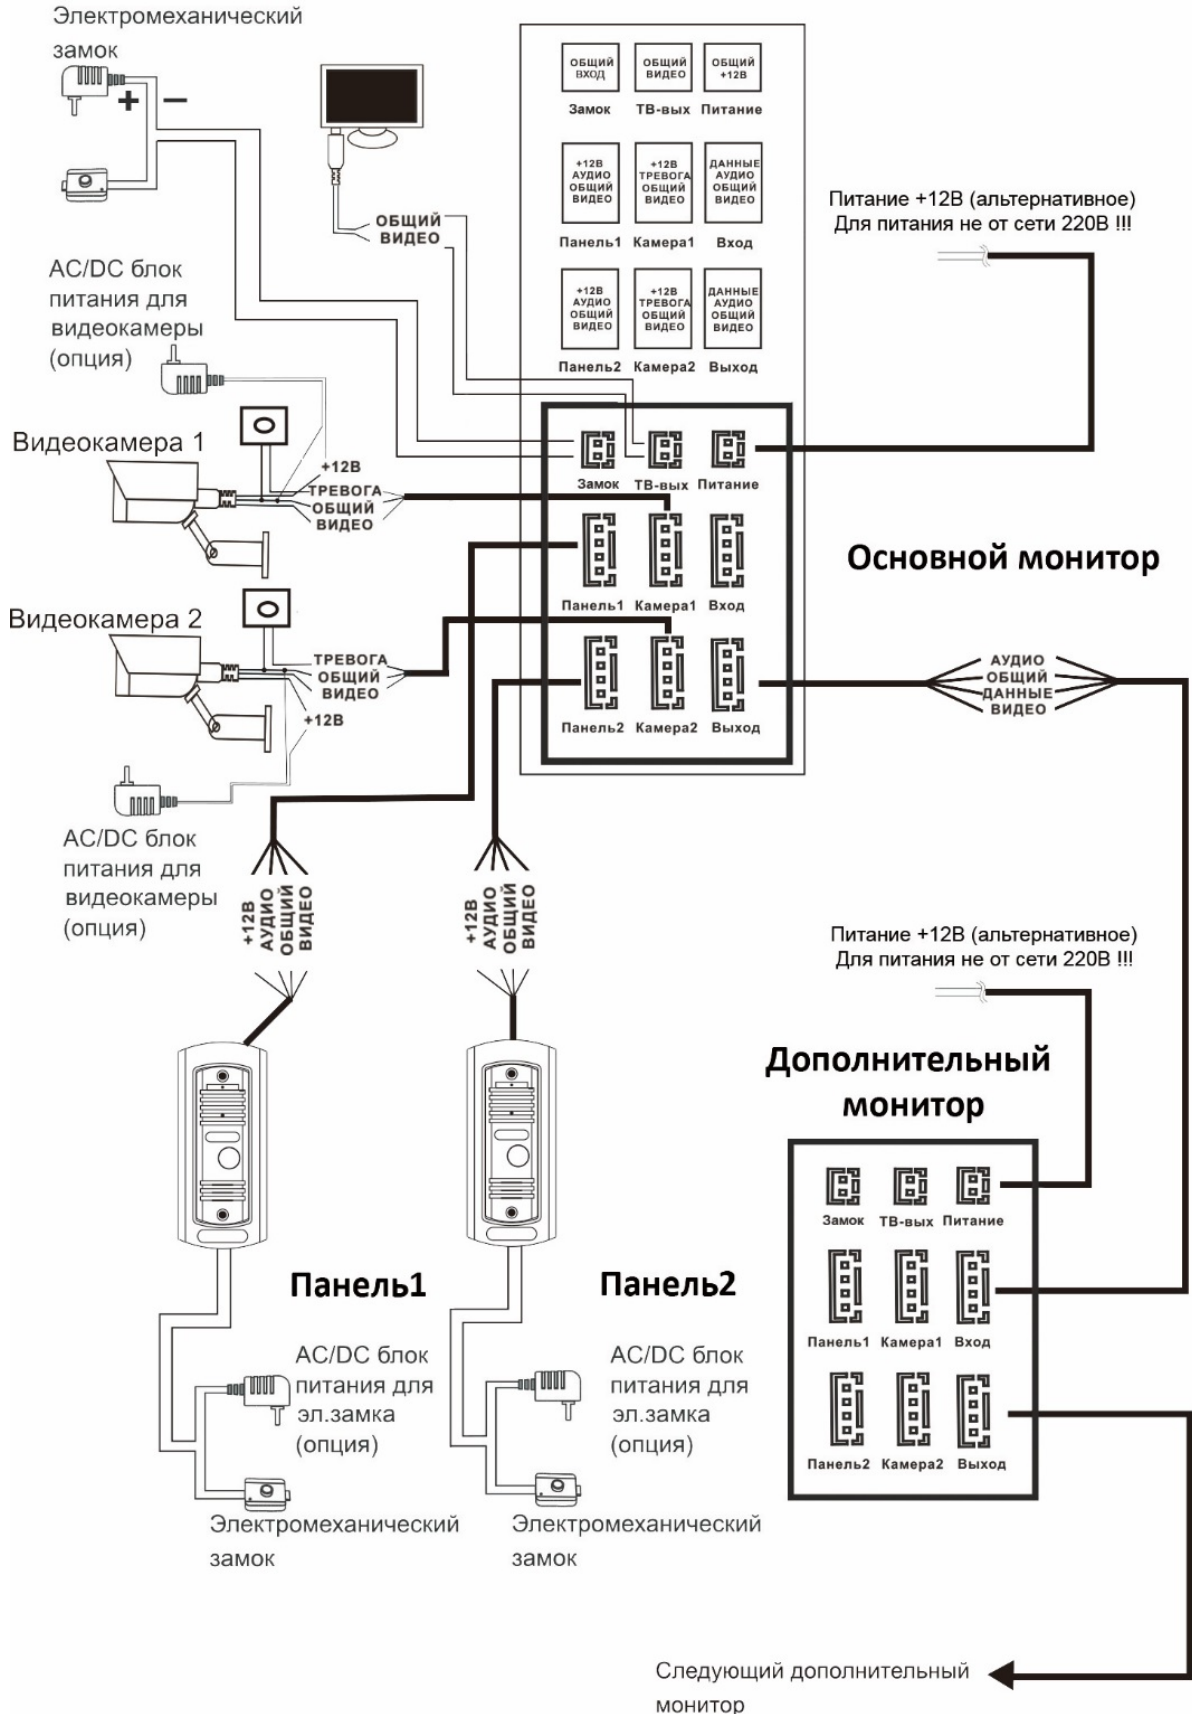 Электромеханический
замок
+ −
ОБЩИЙ
ВХОД
Замок
ОБЩИЙ
ВИДЕО
ТВ-вых
ОБЩИЙ
+12В
Питание
+12В
АУДИО
ОБЩИЙ
ВИДЕО
Панель1
+12В
ТРЕВОГА
ОБЩИЙ
ВИДЕО
Камера1
ДАННЫЕ
АУДИО
ОБЩИЙ
ВИДЕО
Вход
+12В
АУДИО
ОБЩИЙ
ВИДЕО
Панель2
+12В
ТРЕВОГА
ОБЩИЙ
ВИДЕО
Камера2
ДАННЫЕ
АУДИО
ОБЩИЙ
ВИДЕО
Выход
ОБЩИЙ
ВИДЕО
Питание +12В (альтернативное)
Для питания не от сети 220В !!!
AC/DC блок
питания для
видеокамеры
(опция)
Видеокамера 1
+12В
ТРЕВОГА
ОБЩИЙ
ВИДЕО
Замок ТВ-вых Питание
Панель1 Камера1 Вход
Панель2 Камера2 Выход
Основной монитор
Видеокамера 2
ТРЕВОГА
ОБЩИЙ
ВИДЕО
+12В
АУДИО
ОБЩИЙ
ДАННЫЕ
ВИДЕО
AC/DC блок
питания для
видеокамеры
(опция)
+12В
АУДИО
ОБЩИЙ
ВИДЕО
+12В
АУДИО
ОБЩИЙ
ВИДЕО
Питание +12В (альтернативное)
Для питания не от сети 220В !!!
Дополнительный
монитор
Замок ТВ-вых Питание
Панель1 Камера1 Вход
Панель2 Камера2 Выход
Панель1
Панель2
AC/DC блок
питания для
эл.замка
(опция)
AC/DC блок
питания для
эл.замка
(опция)
Электромеханический
замок
Электромеханический
замок
Следующий дополнительный
монитор